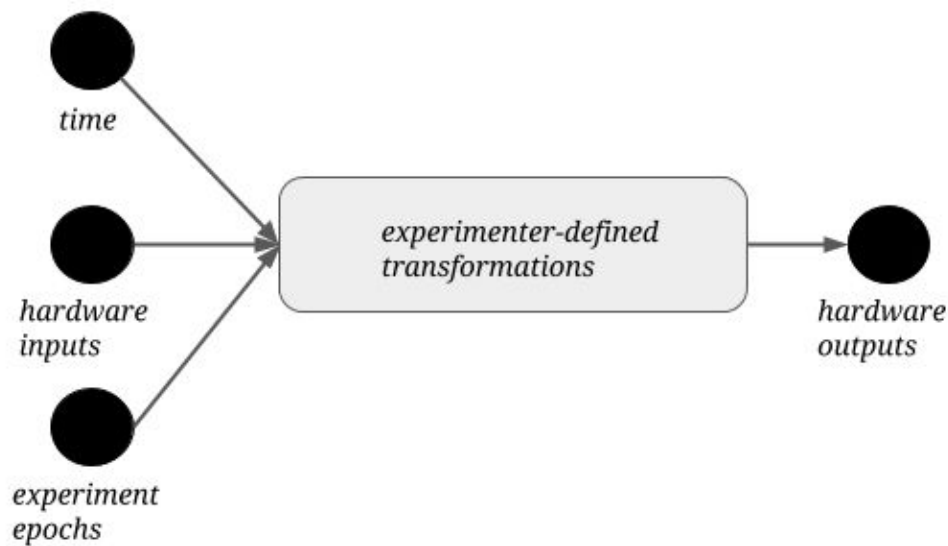 time
hardware
inputs
experiment
epochs
experimenter-defined
transformations
hardware
outputs